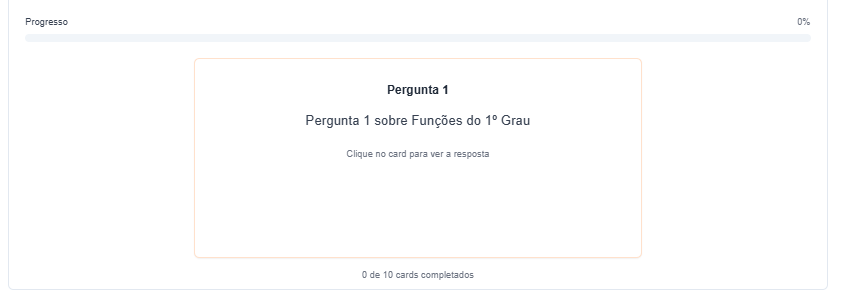 Progresso
0%
Pergunta 1
Pergunta 1 sobre Funções do 1º Grau
Clique no card para ver a resposta
0 de 10 cards completados